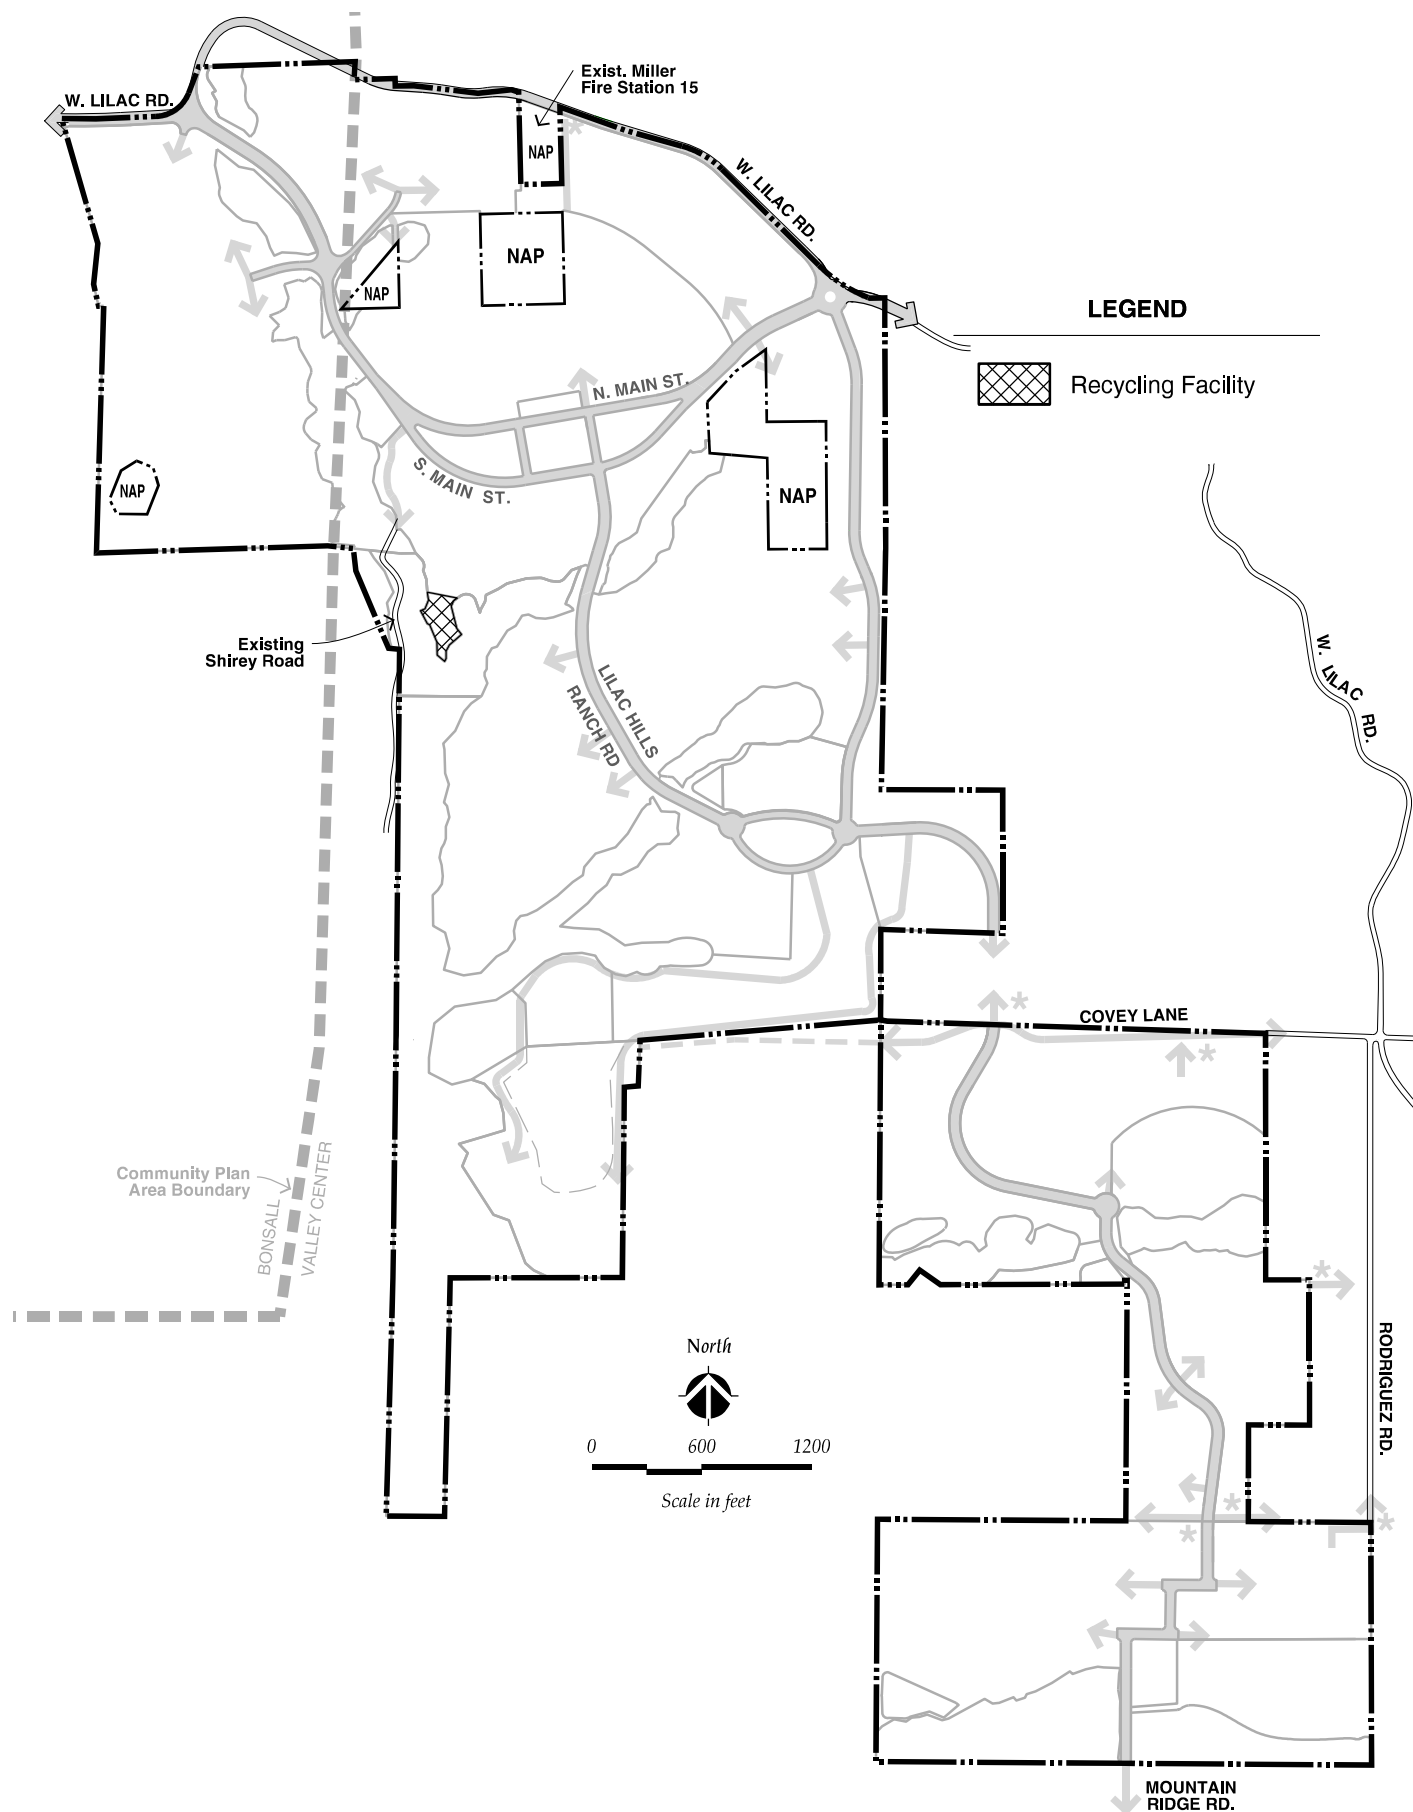 Exist. Miller
Fire Station 15
W. LILAC RD.
NAP
W. LILAC RD.
NAP
NAP
LEGEND
Recycling Facility
N. MAIN ST.
S. MAIN ST.
NAP
NAP
Existing
Shirey Road
LILAC HILLS
RANCH RD
W. LILAC RD.
COVEY LANE
Community Plan
Area Boundary
BONSALL
VALLEY CENTER
North
0 600 1200
Scale in feet
RODRIGUEZ RD.
MOUNTAIN
RIDGE RD.